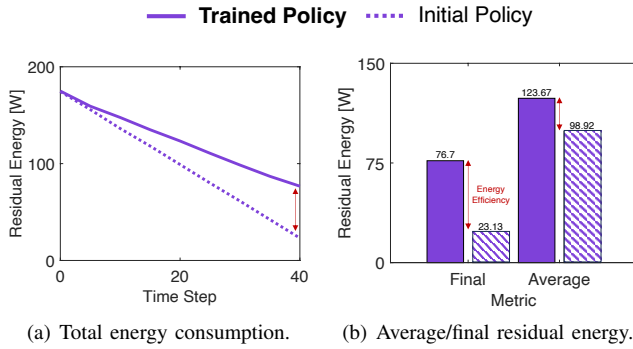 Trained Policy Initial Policy
200
100
0
0 20 40
Residual Energy [W]
Time Step
(a) Total energy consumption.
150
75
0
Residual Energy [W]
76.7
23.13
123.67
98.92
Energy
Efficiency
Final Average
Metric
(b) Average/final residual energy.